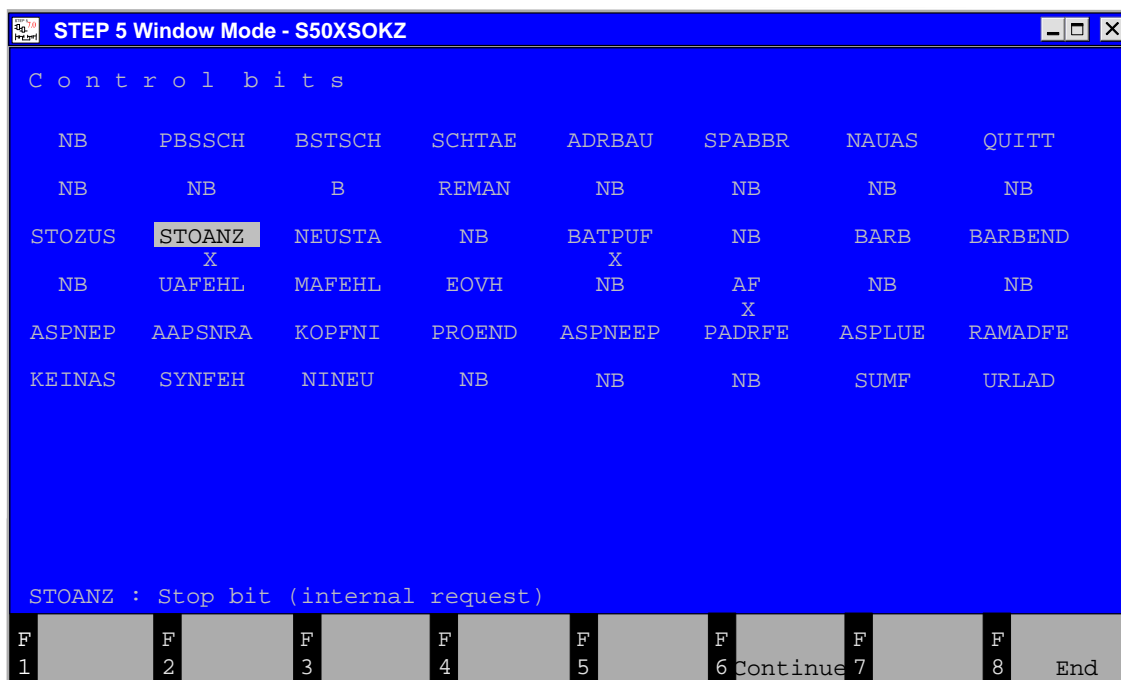 STEP 5 Window Mode - S50XSOKZ
C o n t r o l b i t s
NB PBSSCH BSTSCH SCHTAE ADRBAU SPABBR NAUAS QUITT
NB NB B REMAN NB NB NB NB
STOZUS STOANZ NEUSTA NB BATPUF NB BARB BARBEND
X X
NB UAFEHL MAFEHL EOVH NB AF NB NB
X
ASPNEP AAPSNRA KOPFNI PROEND ASPNEEP PADRFE ASPLUE RAMADFE
KEINAS SYNFEH NINEU NB NB NB SUMF URLAD
STOANZ : Stop bit (internal request)
F F F F F F F F
1 2 3 4 5 6 Continue 7 8 End